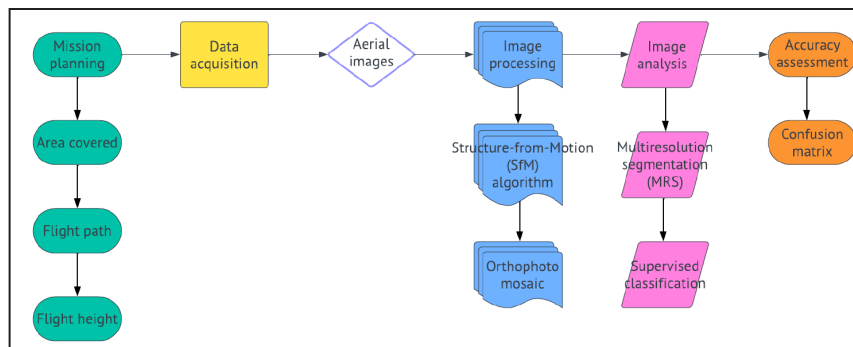 Mission
planning
Data
acquisition
Aerial
images
Image
processing
Image
analysis
Accuracy
assessment
Area covered
Structure-from-Motion
(SfM)
algorithm
Multiresolution
segmentation
(MRS)
Confusion
matrix
Flight path
Orthophoto
mosaic
Supervised
classification
Flight height